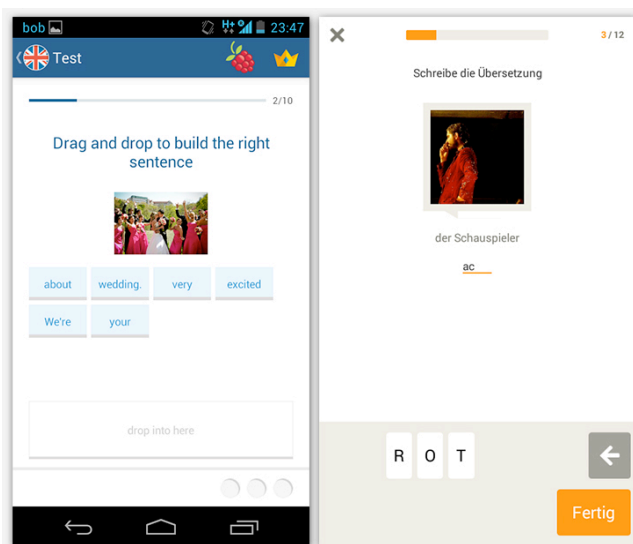 bob H+ 23:47
Test
2/10
Drag and drop to build the right
sentence
about wedding. very excited
We're your
drop into here
3 / 12
Schreibe die Übersetzung
der Schauspieler
ac
R O T
Fertig